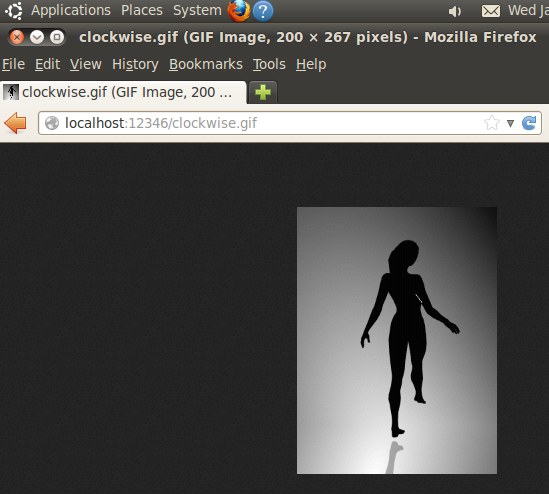 Applications Places System ? Wed Ja
clockwise.gif (GIF Image, 200 × 267 pixels) - Mozilla Firefox
File Edit View History Bookmarks Tools Help
clockwise.gif (GIF Image, 200 ...
localhost:12346/clockwise.gif